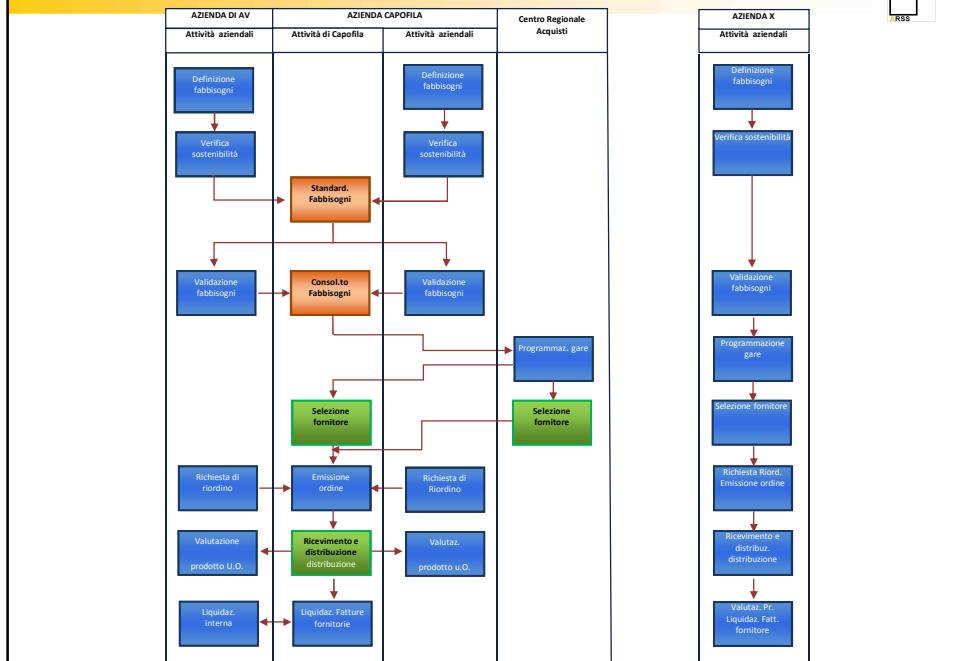 AZIENDA DI AV
AZIENDA CAPOFILA
Centro Regionale
Acquisti
AZIENDA X
ARSS
Attività aziendali
Attività di Capofila
Attività aziendali
Attività aziendali
Definizione
fabbisogni
Definizione
fabbisogni
Definizione
fabbisogni
Verifica
sostenibilità
Verifica
sostenibilità
Verifica sostenibilità
Standard.
Fabbisogni
Validazione
fabbisogni
Consol.to
Fabbisogni
Validazione
fabbisogni
Validazione
fabbisogni
Programmaz. gare
Programmazione
gare
Selezione
fornitore
Selezione
fornitore
Selezione fornitore
Richiesta di
riordino
Emissione
ordine
Richiesta di
Riordino
Richiesta Riord.
Emissione ordine
Valutazione
prodotto U.O.
Ricevimento e
distribuzione
distribuzione
Valutaz.
prodotto u.O.
Ricevimento e
distribuz.
distribuzione
Liquidaz.
interna
Liquidaz. Fatture
fornitorie
Valutaz. Pr.
Liquidaz. Fatt.
fornitore